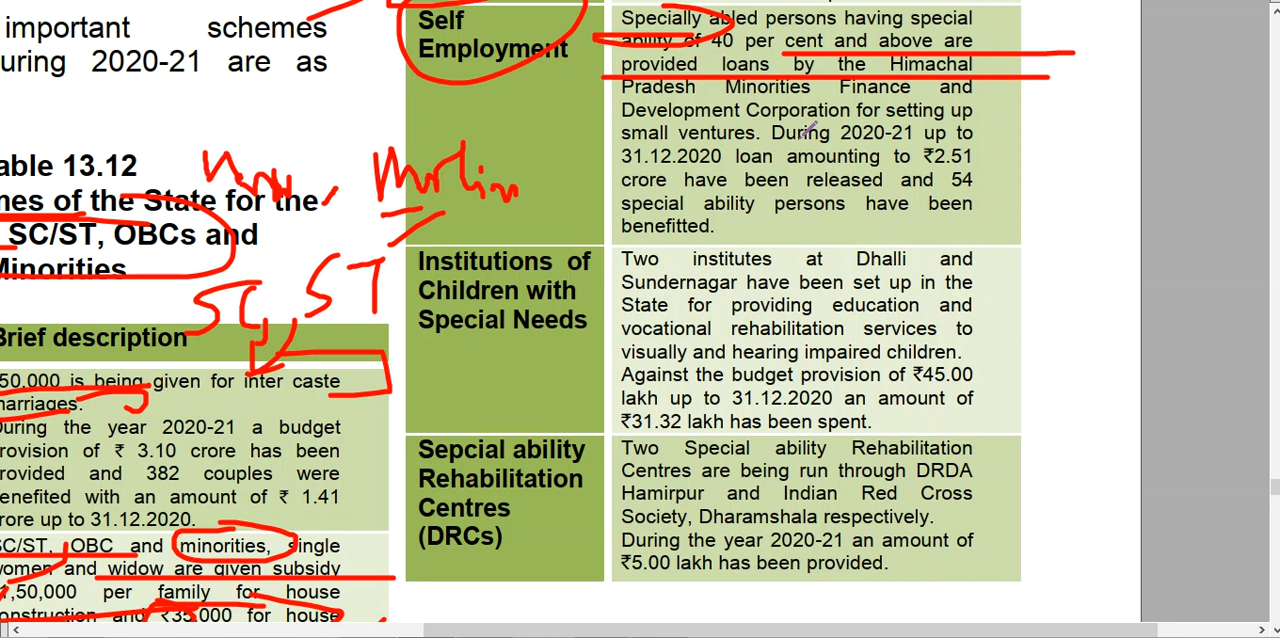 important schemes
uring 2020-21 are as
able 13.12
mes of the State for the
SC/ST, OBCs and
Minorities
SC, ST
Brief description
50,000 is being given for inter caste
marriages.
During the year 2020-21 a budget
provision of ₹ 3.10 crore has been
provided and 382 couples were
benefited with an amount of ₹ 1.41
crore up to 31.12.2020.
SC/ST, OBC and minorities, single
women and widow are given subsidy
1,50,000 per family for house
construction and ₹35,000 for house
Self
Employment
Specially abled persons having special
ability of 40 per cent and above are
provided loans by the Himachal
Pradesh Minorities Finance and
Development Corporation for setting up
small ventures. During 2020-21 up to
31.12.2020 loan amounting to ₹2.51
crore have been released and 54
special ability persons have been
benefitted.
Institutions of
Children with
Special Needs
Two institutes at Dhalli and
Sundernagar have been set up in the
State for providing education and
vocational rehabilitation services to
visually and hearing impaired children.
Against the budget provision of ₹45.00
lakh up to 31.12.2020 an amount of
₹31.32 lakh has been spent.
Sepcial ability
Rehabilitation
Centres
(DRCs)
Two Special ability Rehabilitation
Centres are being run through DRDA
Hamirpur and Indian Red Cross
Society, Dharamshala respectively.
During the year 2020-21 an amount of
₹5.00 lakh has been provided.